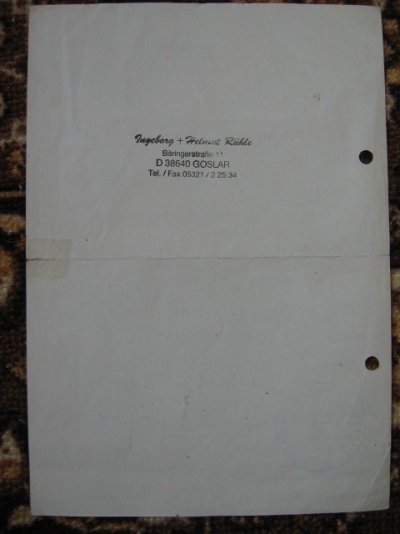 Ingeborg + Helmut Rühle
Bäringerstraße 11
D 38640 GOSLAR
Tel. / Fax 05321 / 2 25 34